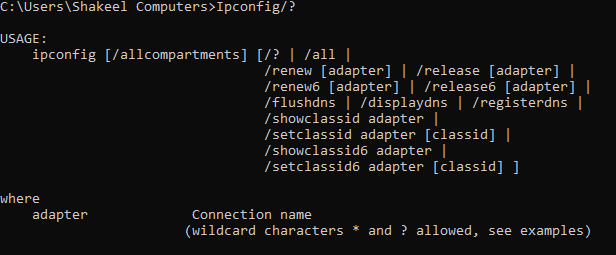 C:\Users\Shakeel Computers>Ipconfig/?
USAGE:
ipconfig [/allcompartments] [/? | /all |
/renew [adapter] | /release [adapter] |
/renew6 [adapter] | /release6 [adapter] |
/flushdns | /displaydns | /registerdns |
/showclassid adapter |
/setclassid adapter [classid] |
/showclassid6 adapter |
/setclassid6 adapter [classid] ]
where
adapter Connection name
(wildcard characters * and ? allowed, see examples)